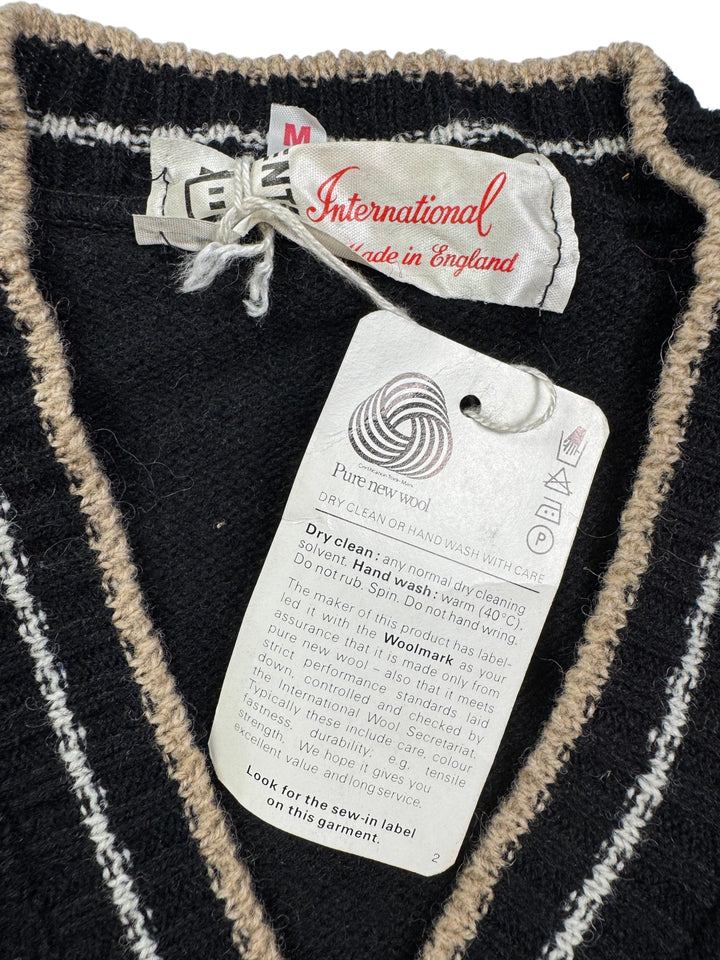 M
International
Made in England
Certification Trade Mark
Pure new wool
DRY CLEAN OR HAND WASH WITH CARE
P
Dry clean : any normal dry cleaning
solvent. Hand wash : warm (40°C).
Do not rub. Spin. Do not hand wring.
The maker of this product has label-
led it with the Woolmark as your
assurance that it is made only from
pure new wool – also that it meets
strict performance standards laid
down, controlled and checked by
the International Wool Secretariat.
Typically these include care, colour
fastness, durability: e.g. tensile
strength. We hope it gives you
excellent value and long service.
Look for the sew-in label
on this garment.
2